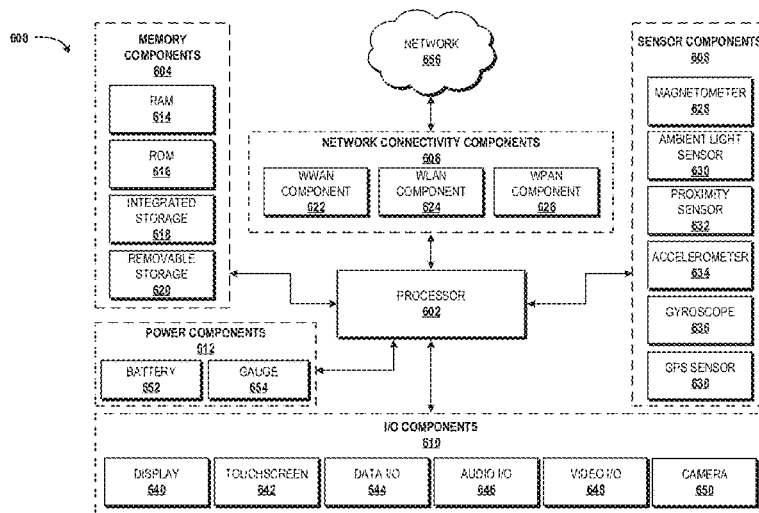 600
MEMORY
COMPONENTS
604
RAM
614
ROM
616
INTEGRATED
STORAGE
618
REMOVABLE
STORAGE
620
NETWORK
656
NETWORK CONNECTIVITY COMPONENTS
606
WWAN
COMPONENT
622
WLAN
COMPONENT
624
WPAN
COMPONENT
626
SENSOR COMPONENTS
608
MAGNETOMETER
628
AMBIENT LIGHT
SENSOR
630
PROXIMITY
SENSOR
632
ACCELEROMETER
634
GYROSCOPE
636
GPS SENSOR
638
PROCESSOR
602
POWER COMPONENTS
612
BATTERY
652
GAUGE
654
I/O COMPONENTS
610
DISPLAY
640
TOUCHSCREEN
642
DATA I/O
644
AUDIO I/O
646
VIDEO I/O
648
CAMERA
650